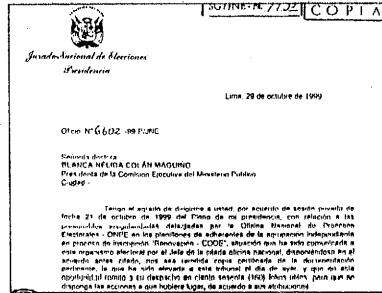 COPIA
Jurado Nacional de Elecciones
Presidencia
Lima, 29 de octubre de 1999
Oficio N° 6602 -99 P/JNE
Señora doctora
BLANCA NÉLIDA COLÁN MAGUIÑO
Presidenta de la Comisión Ejecutiva del Ministerio Público
Ciudad.-
Tengo el agrado de dirigirme a usted, por acuerdo de sesión privada de
fecha 21 de octubre de 1999 del Pleno de mi presidencia, con relación a las
presumibles irregularidades detectadas por la Oficina Nacional de Procesos
Electorales - ONPE en los planillones de adherentes de la agrupación independiente
en proceso de inscripción "Renovación - CODE", situación que ha sido comunicada a
este organismo electoral por el Jefe de la citada oficina nacional, disponiéndose en el
acuerdo antes citado, nos sea remitida copia certificada de la documentación
pertinente, la que ha sido elevada a este tribunal el día de ayer, y que en esta
oportunidad remito a su despacho en ciento sesenta (160) folios útiles, para que se
disponga las acciones a que hubiere lugar, de acuerdo a sus atribuciones